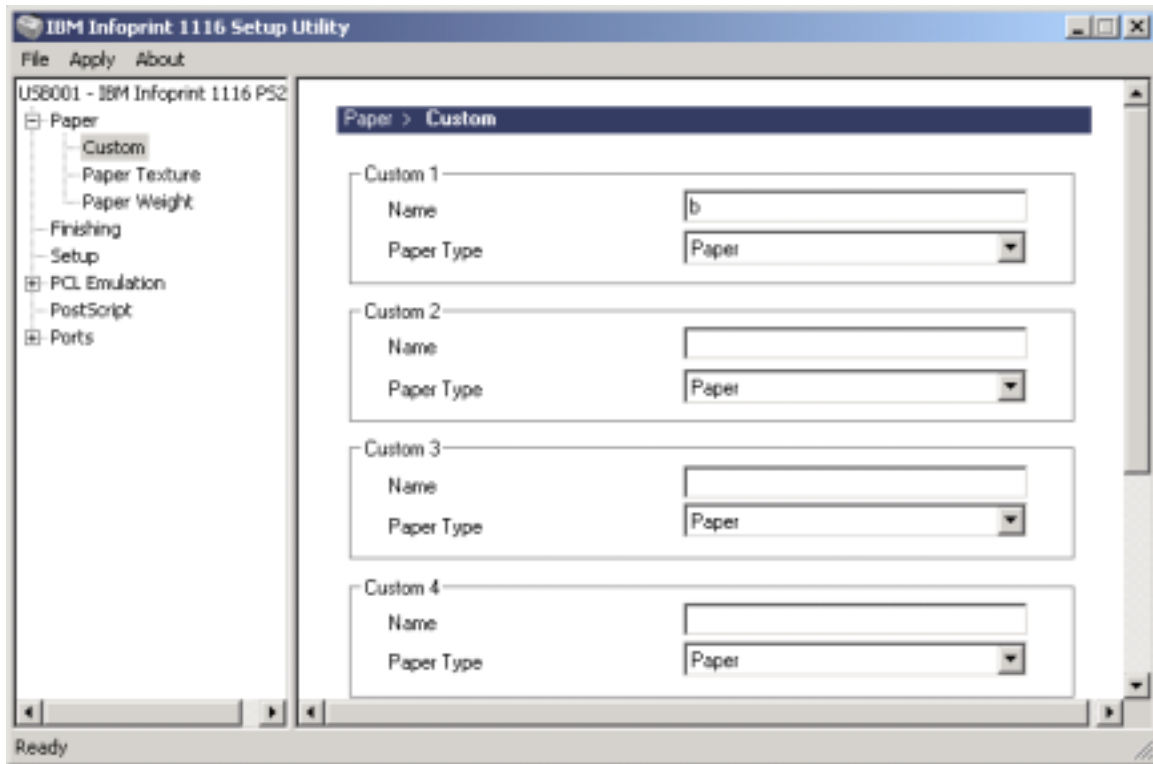 IBM Infoprint 1116 Setup Utility
File Apply About
USB001 - IBM Infoprint 1116 PS2
Paper
Custom
Paper Texture
Paper Weight
Finishing
Setup
PCL Emulation
PostScript
Ports
Paper > Custom
Custom 1
Name b
Paper Type Paper
Custom 2
Name
Paper Type Paper
Custom 3
Name
Paper Type Paper
Custom 4
Name
Paper Type Paper
Ready